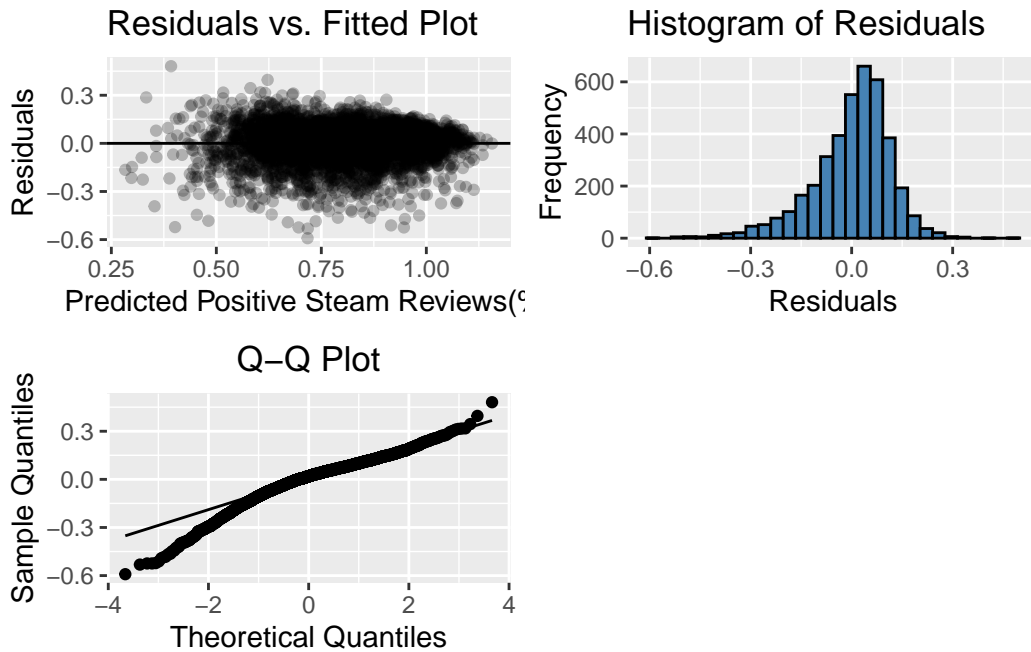 Residuals vs. Fitted Plot
Residuals
0.3
0.0
−0.3
−0.6
0.25 0.50 0.75 1.00
Predicted Positive Steam Reviews(%
Histogram of Residuals
Frequency
600
400
200
0
−0.6 −0.3 0.0 0.3
Residuals
Q−Q Plot
Sample Quantiles
0.3
0.0
−0.3
−0.6
−4 −2 0 2 4
Theoretical Quantiles